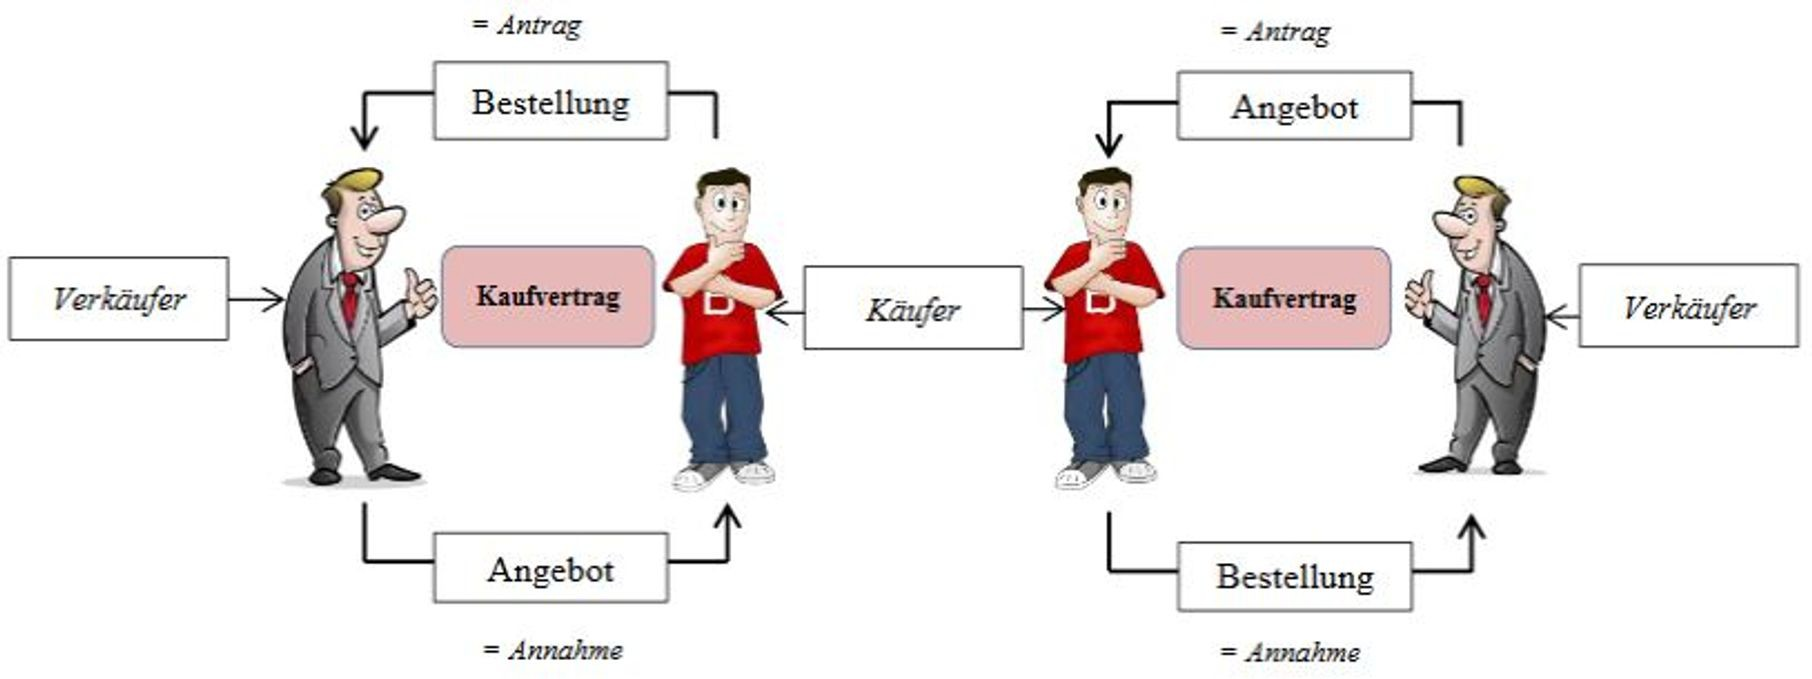 = Antrag
= Antrag
Bestellung
Angebot
Verkäufer
Kaufvertrag
B
Käufer
B
Kaufvertrag
Verkäufer
Angebot
Bestellung
= Annahme
= Annahme